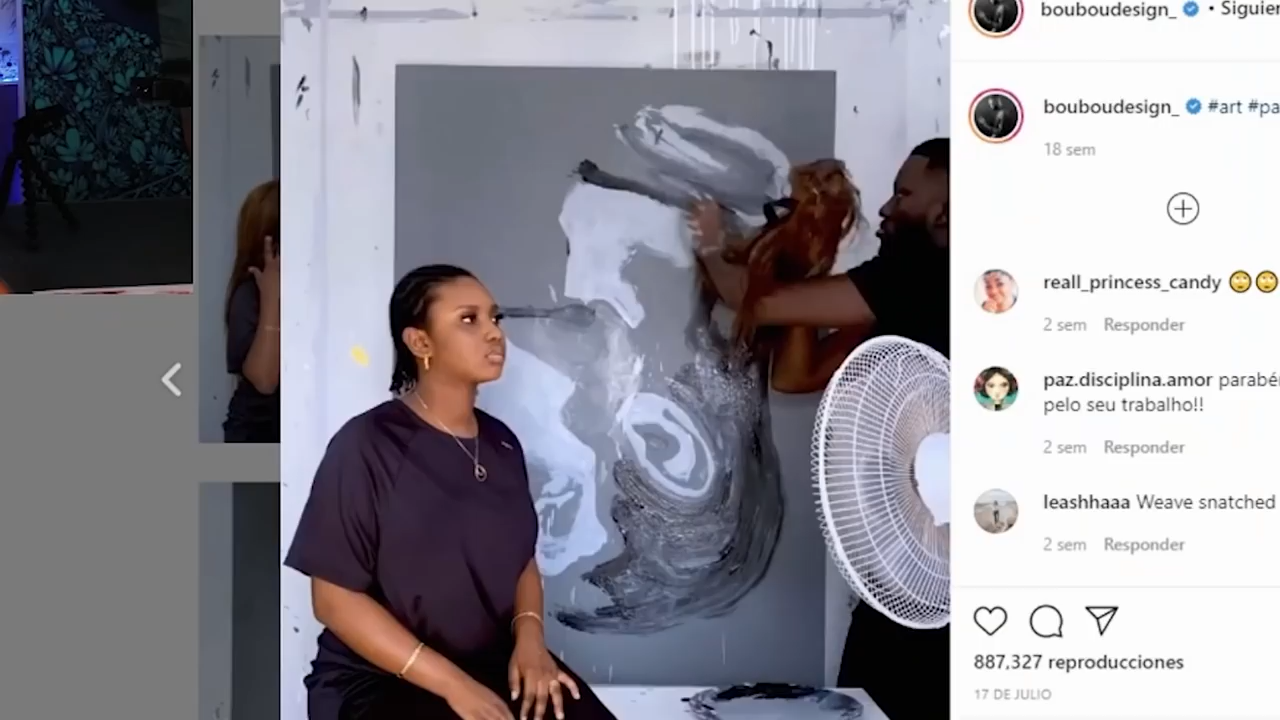 bouboudesign_ • Siguien
bouboudesign_ #art #pa
18 sem
reall_princess_candy 🙄🙄
2 sem Responder
paz.disciplina.amor parabén
pelo seu trabalho!!
2 sem Responder
leashhaaa Weave snatched
2 sem Responder
887,327 reproducciones
17 DE JULIO